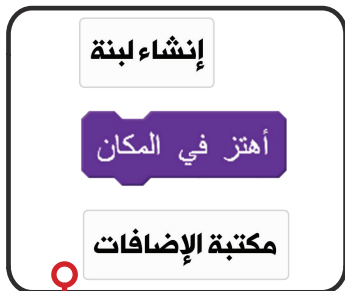 إنشاء لبنة
أهتز في المكان
مكتبة الإضافات